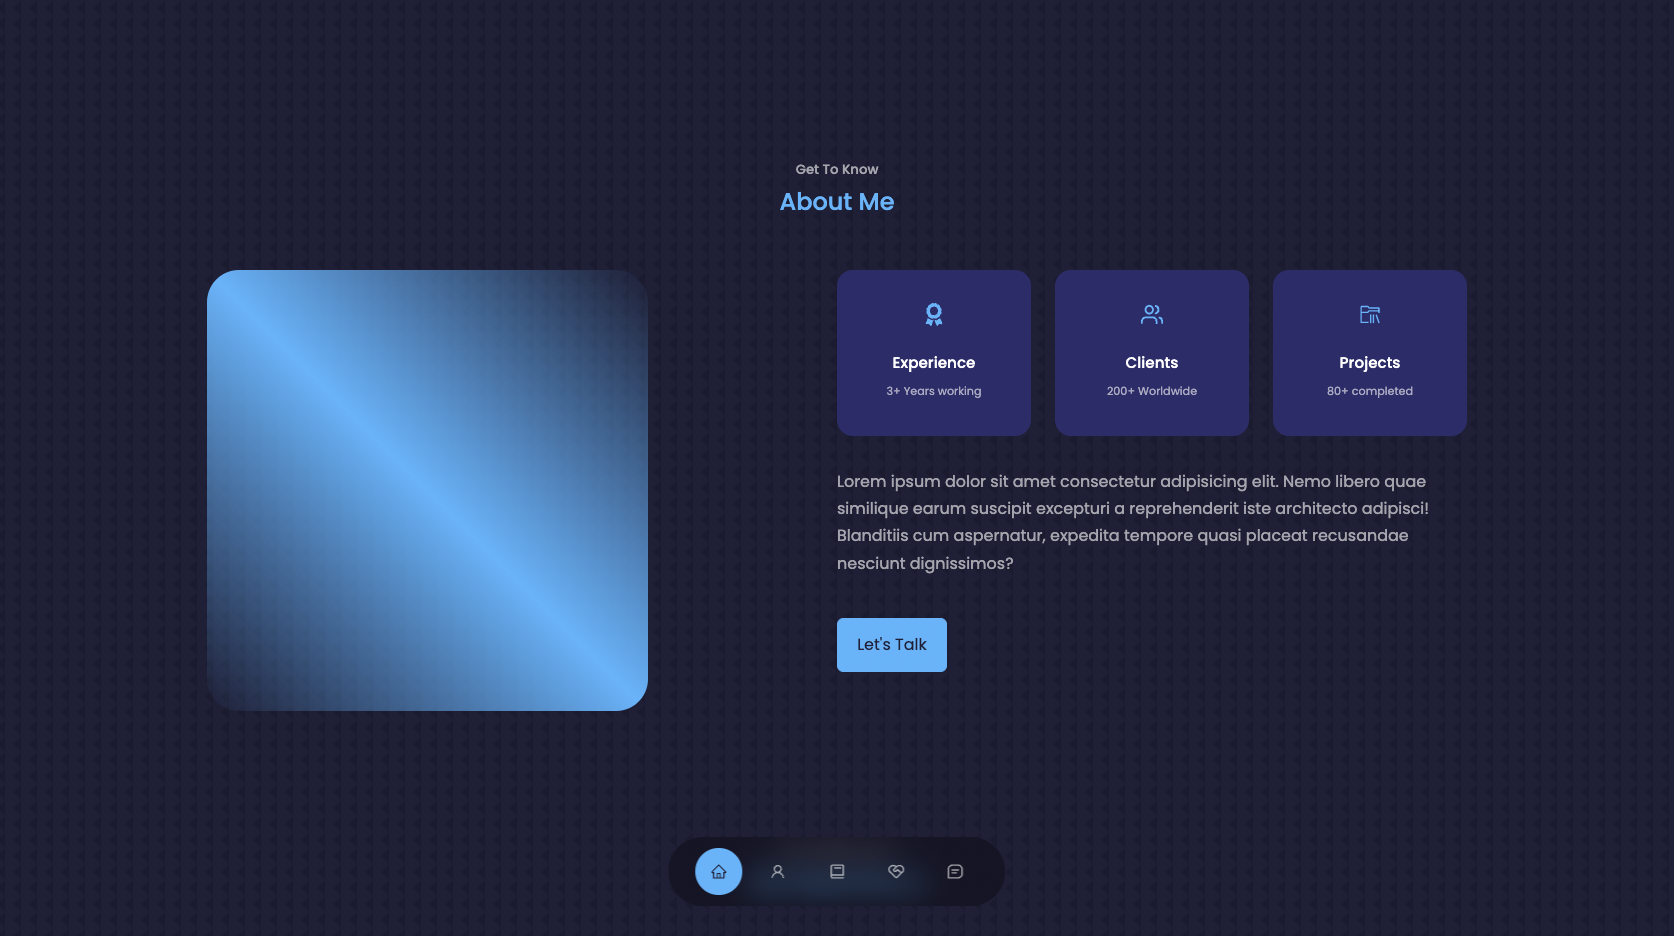 Get To Know
About Me
Experience
3+ Years working
Clients
200+ Worldwide
Projects
80+ completed
Lorem ipsum dolor sit amet consectetur adipisicing elit. Nemo libero quae
similique earum suscipit excepturi a reprehenderit iste architecto adipisci!
Blanditiis cum aspernatur, expedita tempore quasi placeat recusandae
nesciunt dignissimos?
Let's Talk